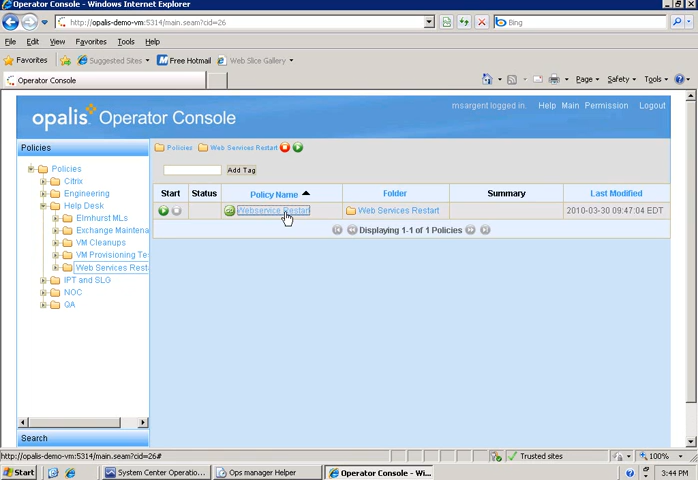 Operator Console - Windows Internet Explorer
http://opalis-demo-vm:5314/main.seam?cid=26
Bing
File Edit View Favorites Tools Help
Favorites Suggested Sites Free Hotmail Web Slice Gallery
Operator Console
Page Safety Tools
opalis Operator Console
msargent logged in. Help Main Permission Logout
Policies
Policies Web Services Restart
Add Tag
Policies
Citrix
Engineering
Help Desk
Elmhurst MLs
Exchange Maintena
VM Cleanups
VM Provisioning Te
Web Services Rest
IPT and SLG
NOC
QA
Start Status Policy Name Folder Summary Last Modified
Webservice Restart Web Services Restart 2010-03-30 09:47:04 EDT
Displaying 1-1 of 1 Policies
Search
http://opalis-demo-vm:5314/main.seam?cid=26#
Trusted sites
100%
Start System Center Operatio... Ops manager Helper Operator Console - Wi...
3:44 PM